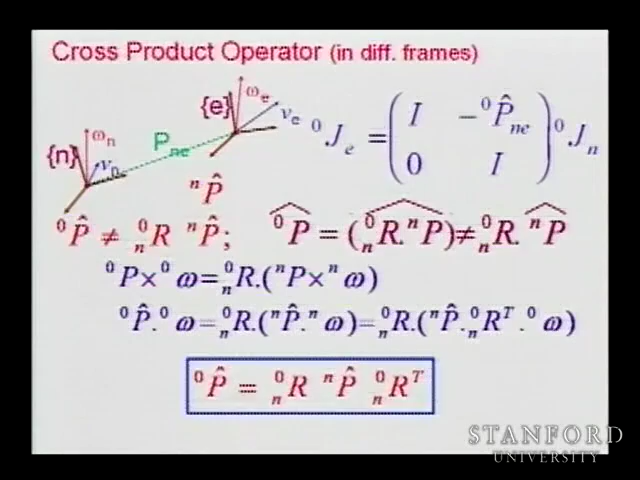 Cross Product Operator (in diff. frames)
{n} ωₙ vₙ Pₙₑ {e} ωₑ vₑ
⁰Jₑ = ( I −⁰P̂ₙₑ ; 0 I ) ⁰Jₙ
ⁿP̂
⁰P̂ ≠ ⁰ₙR ⁿP̂; ⁰P̂ = (⁰ₙR.ⁿP) ≠ ⁰ₙR. ⁿP̂
⁰P × ⁰ω = ⁰ₙR.(ⁿP × ⁿω)
⁰P̂.⁰ω = ⁰ₙR.(ⁿP̂.ⁿω) = ⁰ₙR.(ⁿP̂.⁰ₙRᵀ.⁰ω)
⁰P̂ = ⁰ₙR ⁿP̂ ⁰ₙRᵀ
STANFORD
UNIVERSITY